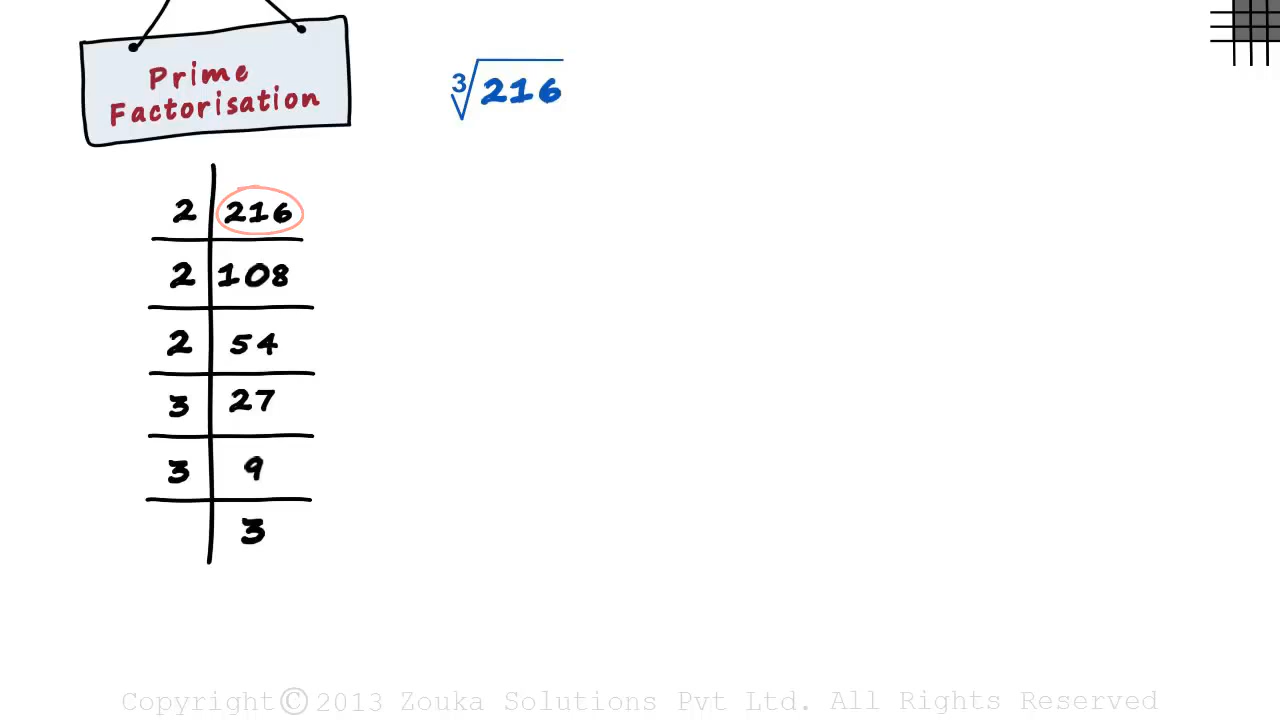 Prime
Factorisation
3√216
2 216
2 108
2 54
3 27
3 9
3
Copyright© 2013 Zouka Solutions Pvt Ltd. All Rights Reserved